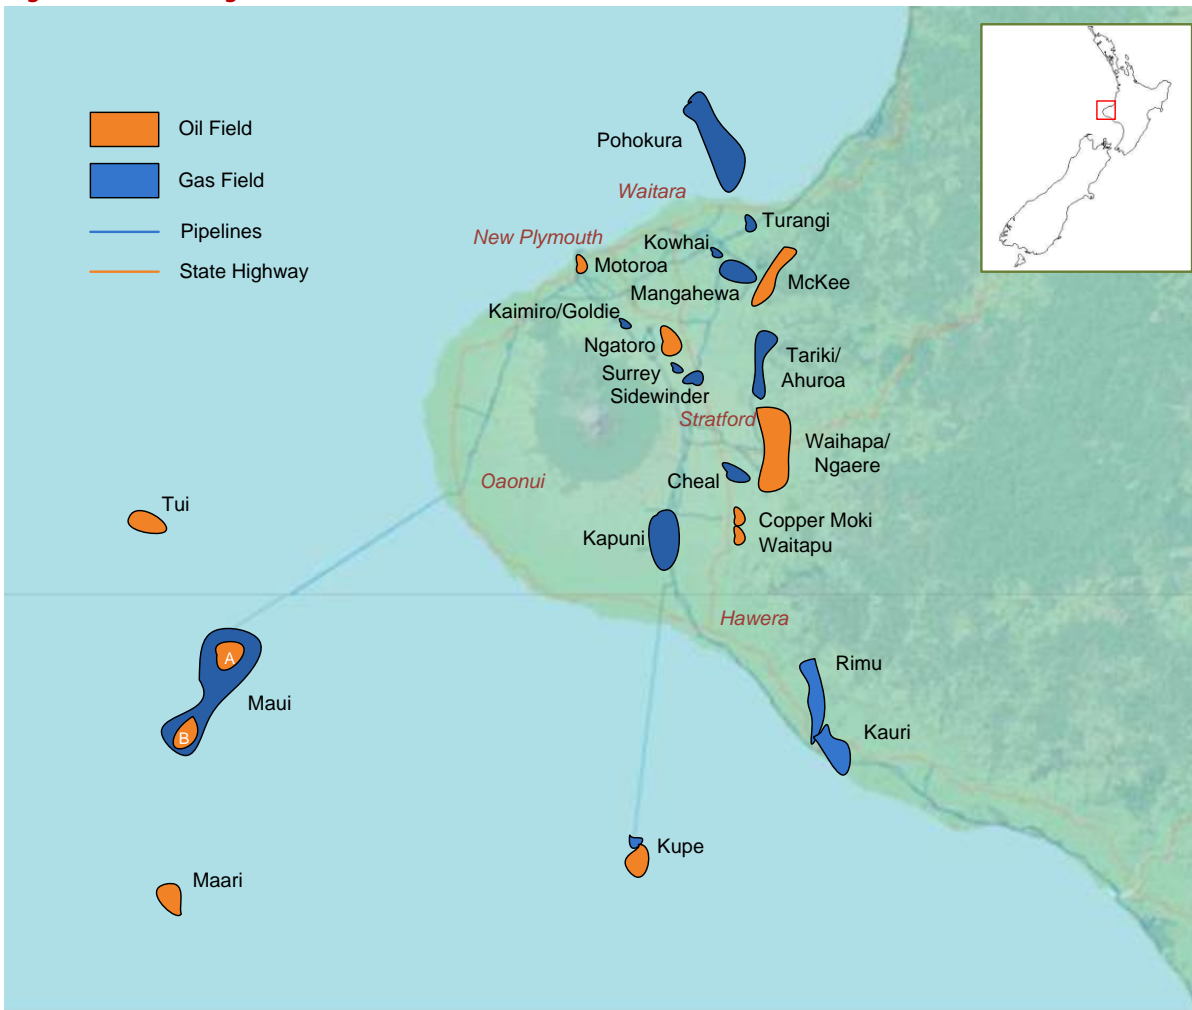 Oil Field
Gas Field
Pipelines
State Highway
Pohokura
Waitara
Turangi
New Plymouth
Kowhai
Motoroa
McKee
Mangahewa
Kaimiro/Goldie
Ngatoro
Tariki/
Ahuroa
Surrey
Sidewinder
Stratford
Waihapa/
Ngaere
Cheal
Oaonui
Tui
Copper Moki
Kapuni
Waitapu
Hawera
A
Rimu
Maui
B
Kauri
Kupe
Maari